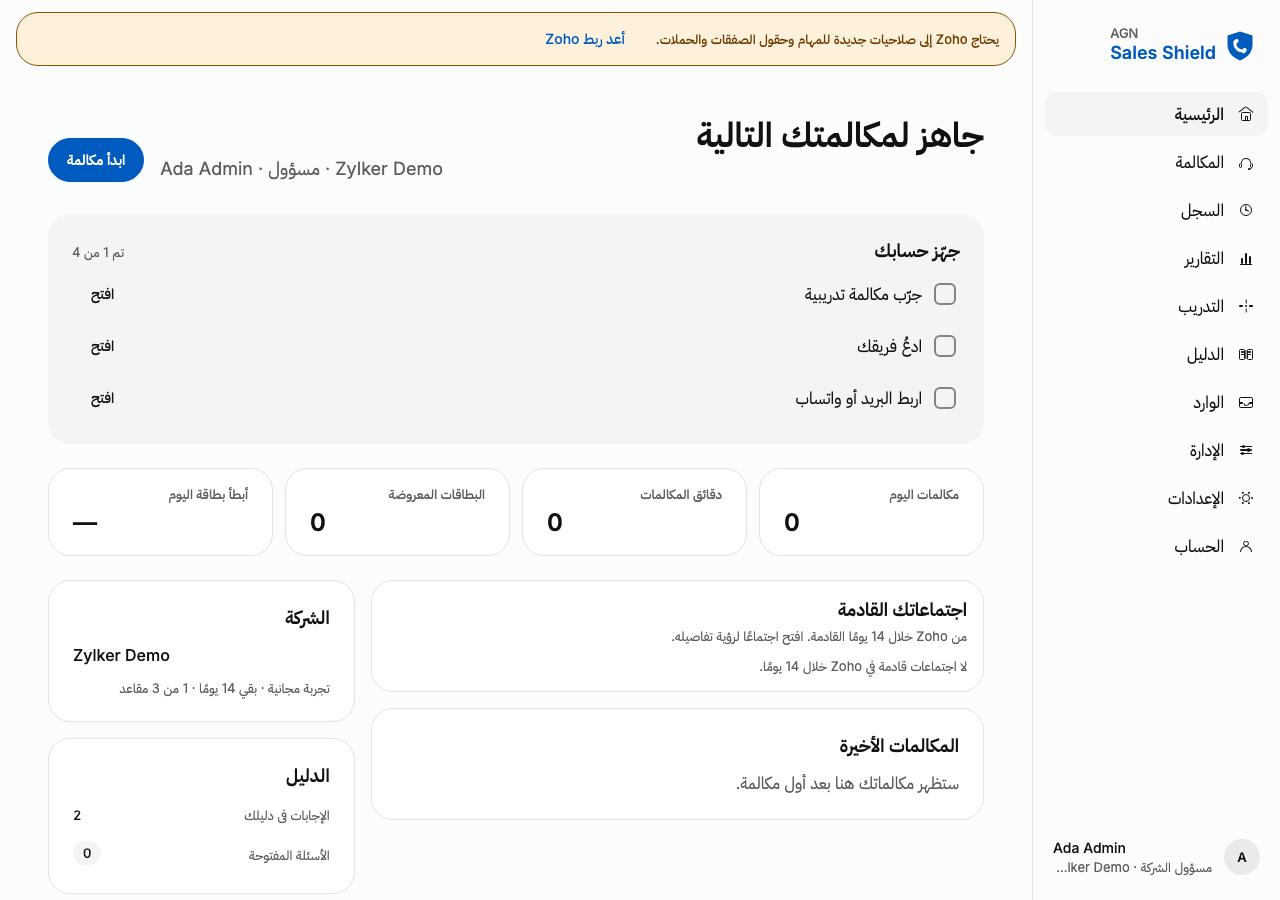 يحتاج Zoho إلى صلاحيات جديدة للمهام وحقول الصفقات والحملات.
أعد ربط Zoho
AGN
Sales Shield
الرئيسية
المكالمة
السجل
التقارير
التدريب
الدليل
الوارد
الإدارة
الإعدادات
الحساب
Ada Admin
مسؤول الشركة · Zylker Demo...
A
جاهز لمكالمتك التالية
Ada Admin · مسؤول · Zylker Demo
ابدأ مكالمة
جهّز حسابك
تم 1 من 4
جرّب مكالمة تدريبية
افتح
ادعُ فريقك
افتح
اربط البريد أو واتساب
افتح
مكالمات اليوم
0
دقائق المكالمات
0
البطاقات المعروضة
0
أبطأ بطاقة اليوم
—
اجتماعاتك القادمة
من Zoho خلال 14 يومًا القادمة. افتح اجتماعًا لرؤية تفاصيله.
لا اجتماعات قادمة في Zoho خلال 14 يومًا.
المكالمات الأخيرة
ستظهر مكالماتك هنا بعد أول مكالمة.
الشركة
Zylker Demo
تجربة مجانية · بقي 14 يومًا · 1 من 3 مقاعد
الدليل
الإجابات في دليلك
2
الأسئلة المفتوحة
0